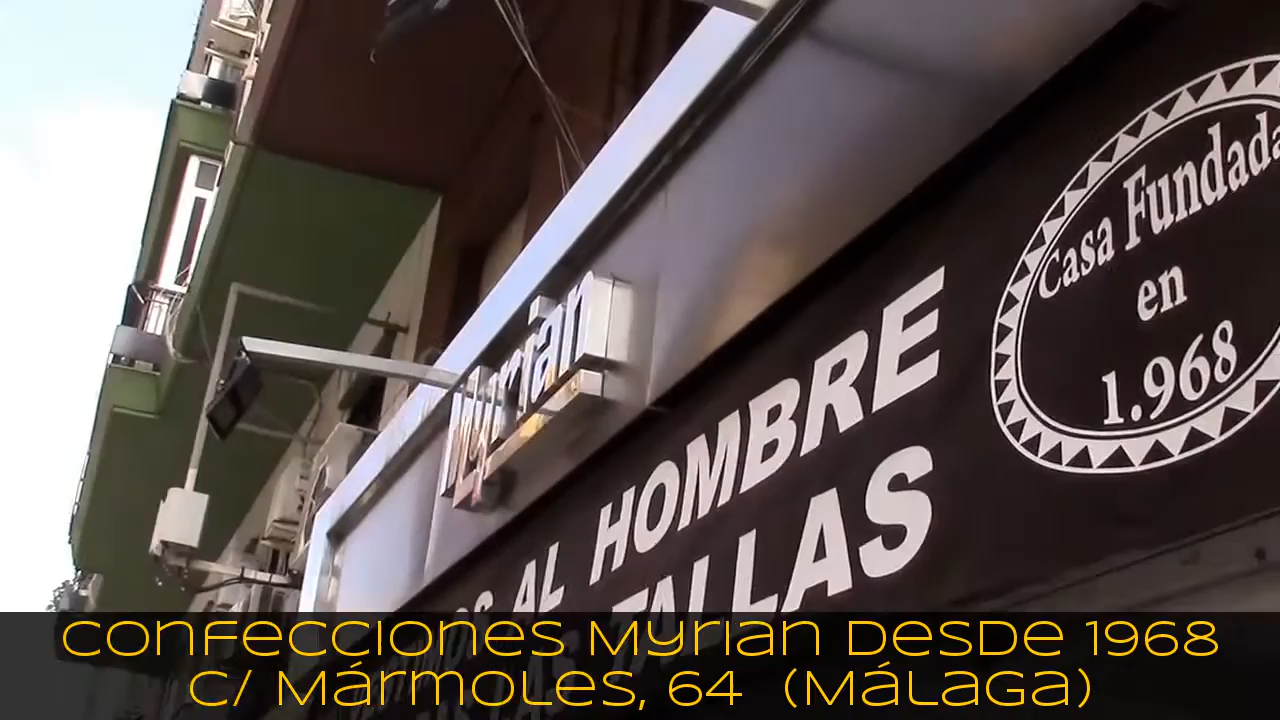 Myrian
AL HOMBRE
TALLAS
Casa Fundada
en
1.968
Confecciones Myrian desde 1968
C/ Mármoles, 64 (Málaga)